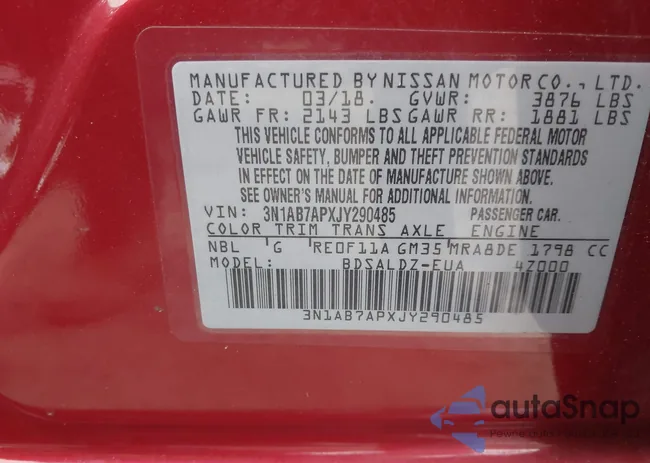 MANUFACTURED BY NISSAN MOTOR CO., LTD.
DATE: 03/18. GVWR: 3876 LBS
GAWR FR: 2143 LBS GAWR RR: 1881 LBS
THIS VEHICLE CONFORMS TO ALL APPLICABLE FEDERAL MOTOR
VEHICLE SAFETY, BUMPER AND THEFT PREVENTION STANDARDS
IN EFFECT ON THE DATE OF MANUFACTURE SHOWN ABOVE.
SEE OWNER'S MANUAL FOR ADDITIONAL INFORMATION.
VIN: 3N1AB7APXJY290485 PASSENGER CAR.
COLOR TRIM TRANS AXLE ENGINE
NBL 'G 'RE0F11A GM35 'MRA8DE 1798 CC
MODEL: BDSALDZ-EUA 4Z000
3N1AB7APXJY290485
autoSnap